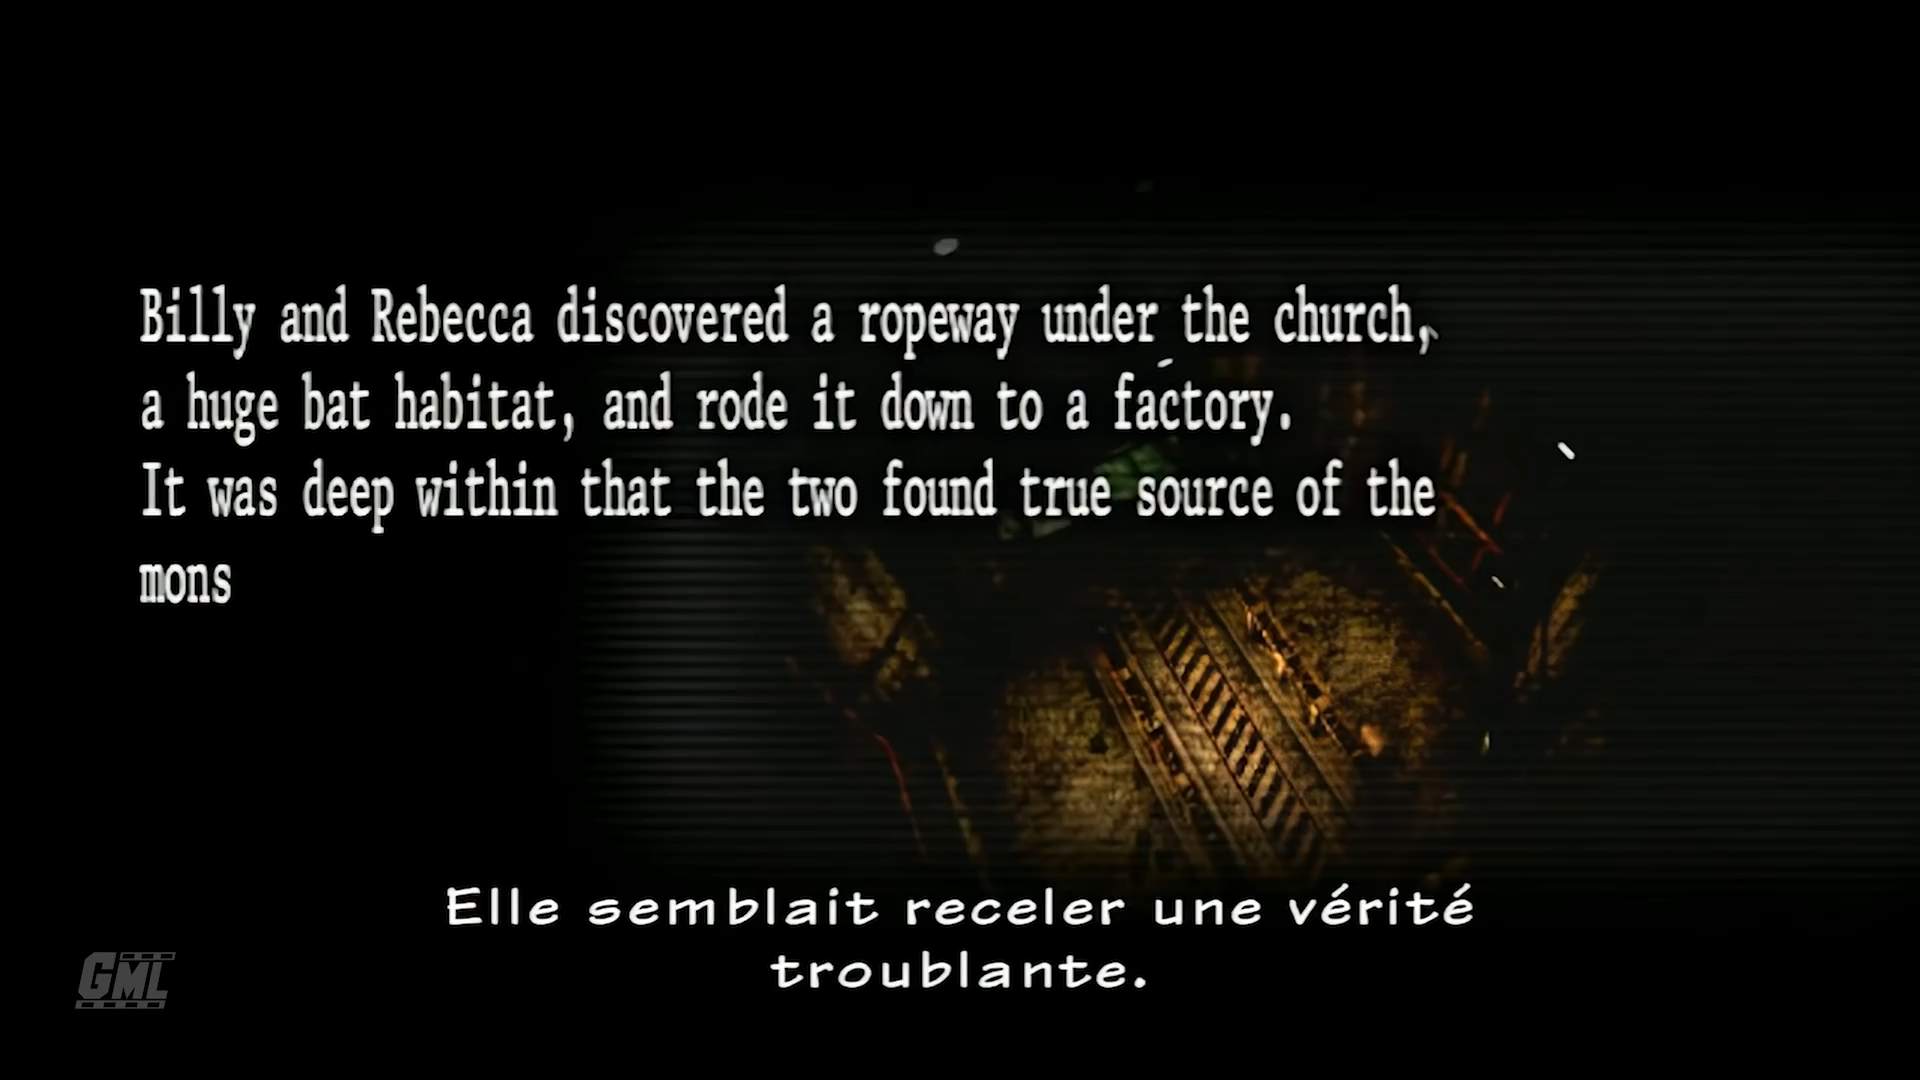 Billy and Rebecca discovered a ropeway under the church,
a huge bat habitat, and rode it down to a factory.
It was deep within that the two found true source of the
mons
Elle semblait receler une vérité
troublante.
GML